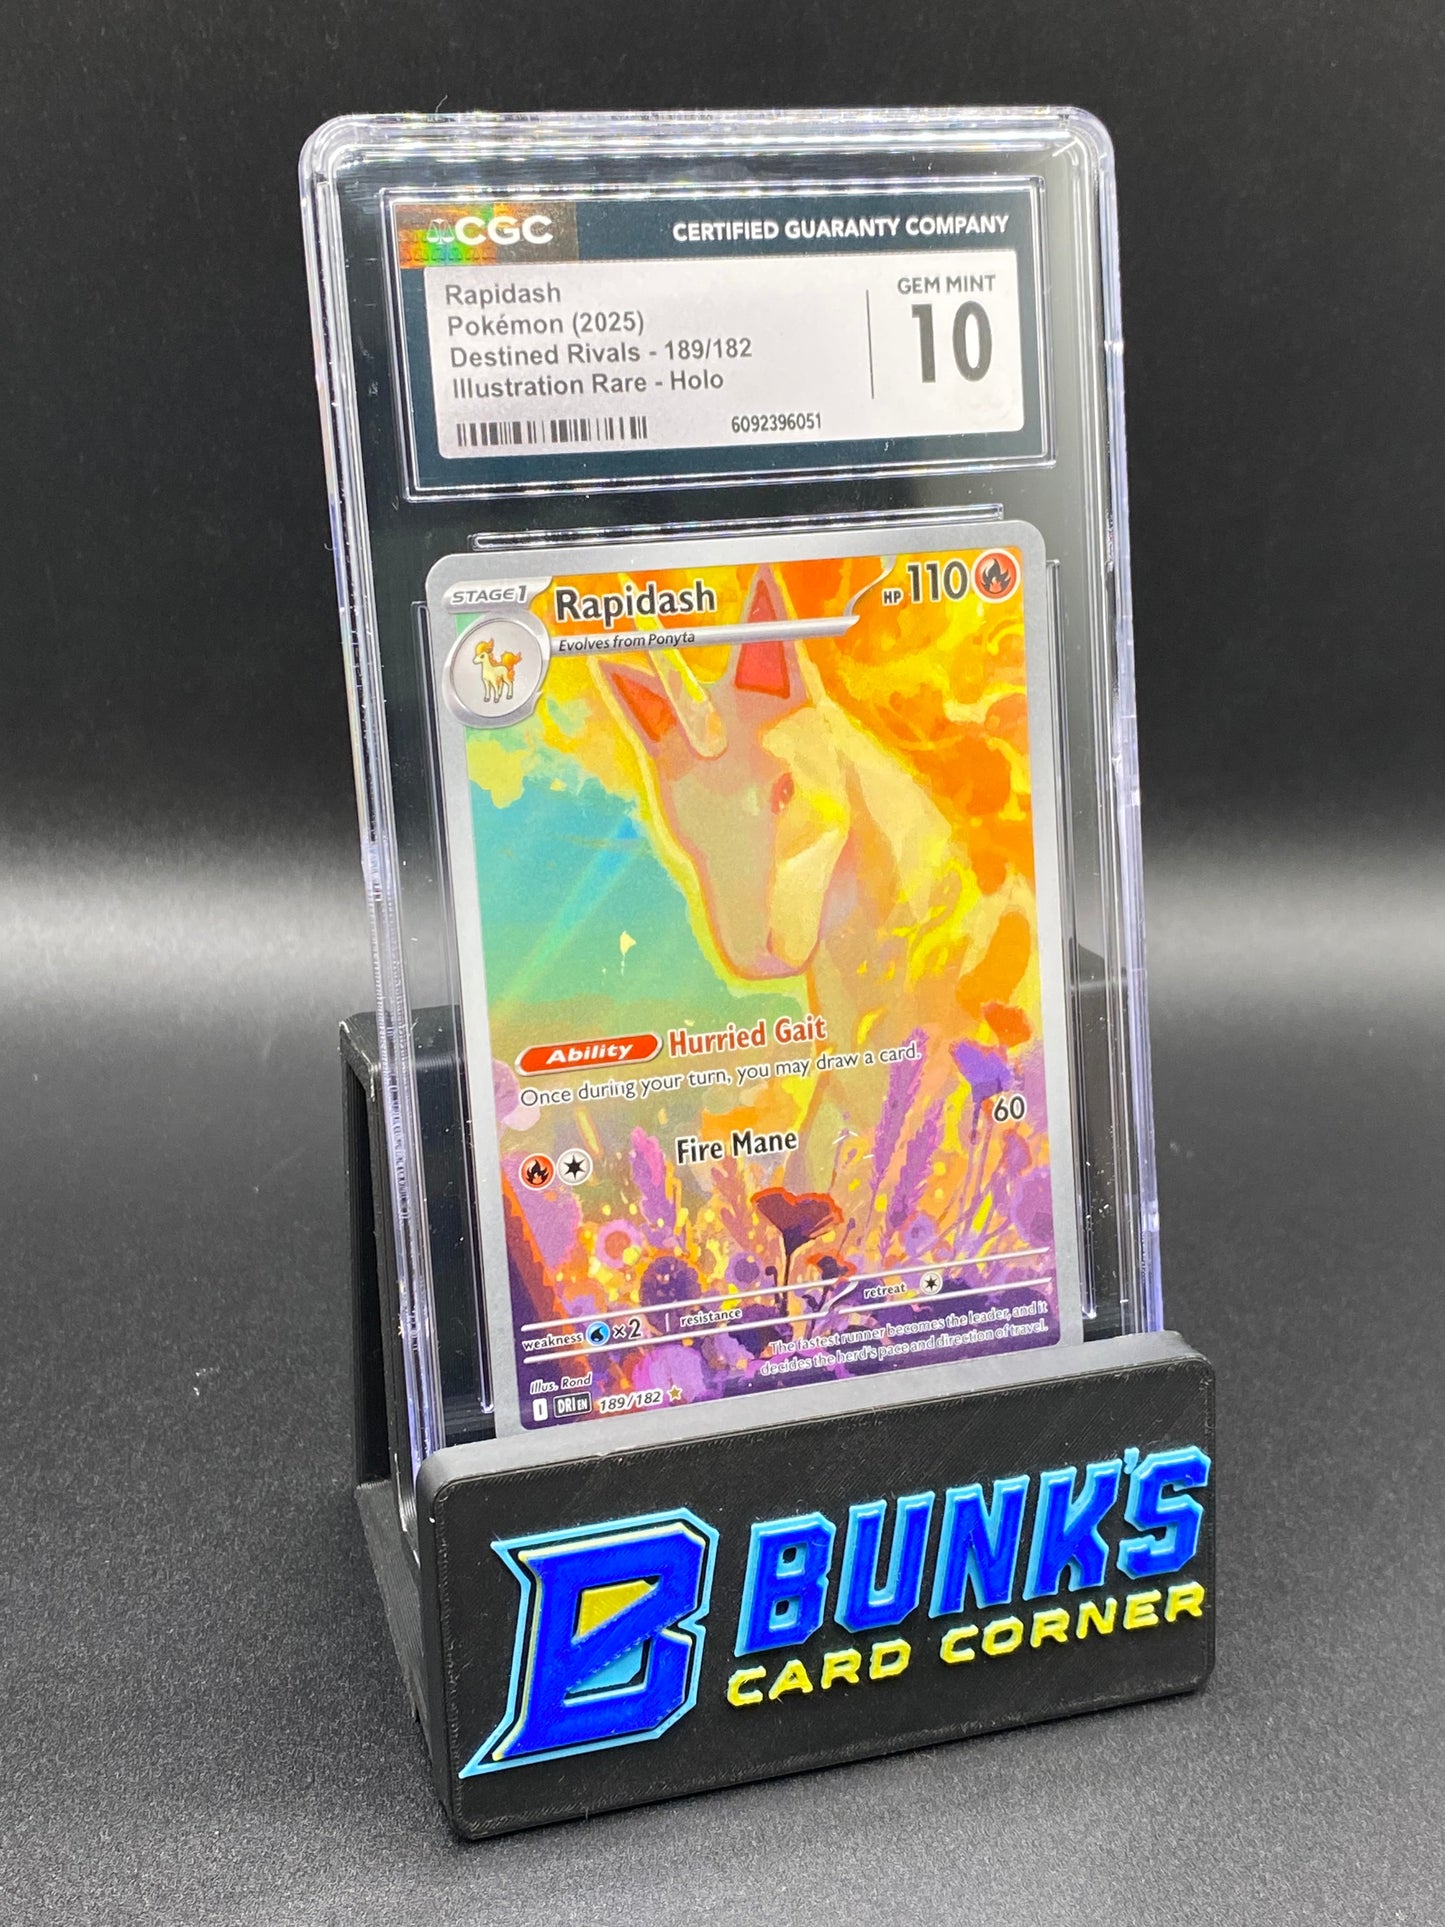 CGC
CERTIFIED GUARANTY COMPANY
Rapidash
Pokémon (2025)
Destined Rivals - 189/182
Illustration Rare - Holo
GEM MINT
10
6092396051
STAGE 1
Rapidash
HP 110
Evolves from Ponyta
Ability Hurried Gait
Once during your turn, you may draw a card.
Fire Mane 60
weakness ×2 resistance retreat
The fastest runner becomes the leader, and it
decides the herd's pace and direction of travel.
Illus. Rond
I DRI EN 189/182
B BUNK'S
CARD CORNER